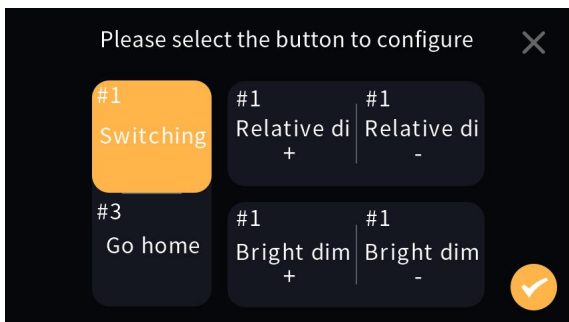 Please select the button to configure
#1
Switching
#3
Go home
#1
Relative di
+
#1
Relative di
-
#1
Bright dim
+
#1
Bright dim
-